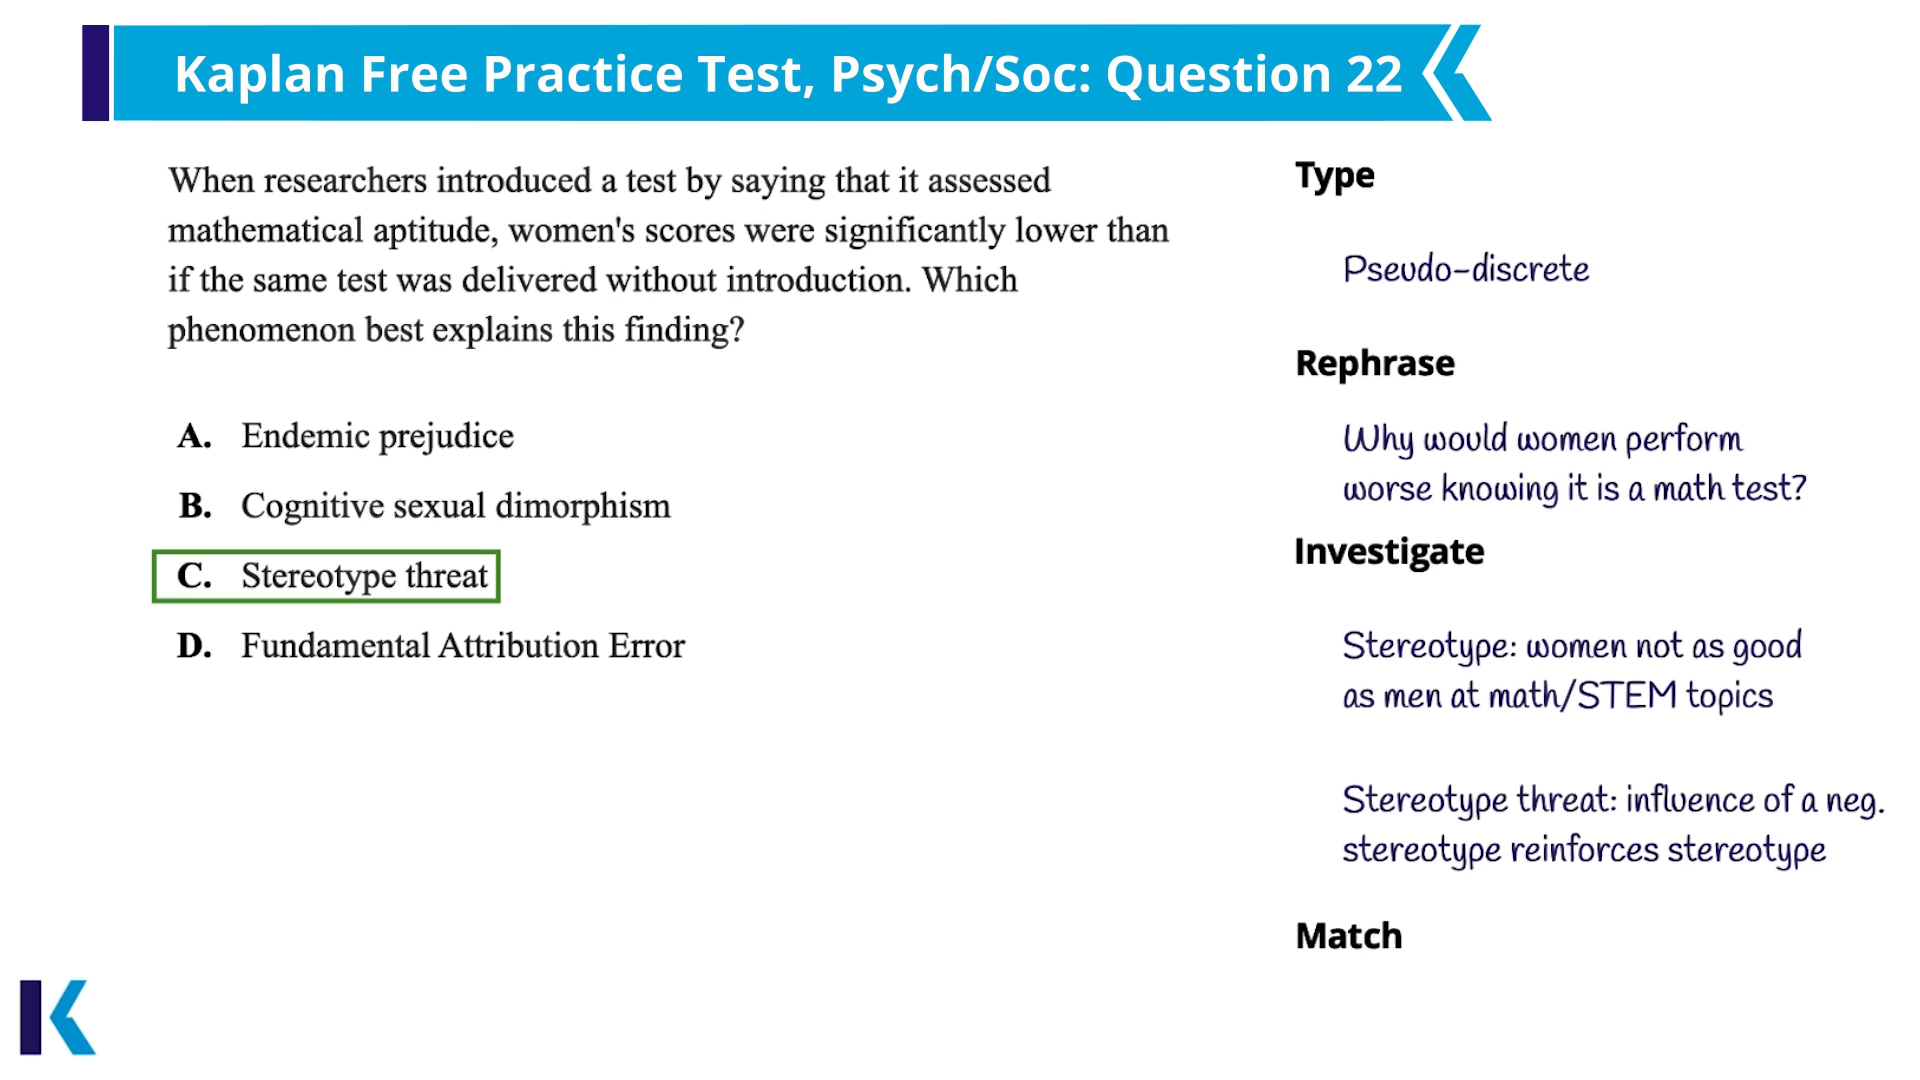 Kaplan Free Practice Test, Psych/Soc: Question 22
When researchers introduced a test by saying that it assessed
mathematical aptitude, women's scores were significantly lower than
if the same test was delivered without introduction. Which
phenomenon best explains this finding?
A. Endemic prejudice
B. Cognitive sexual dimorphism
C. Stereotype threat
D. Fundamental Attribution Error
Type
Pseudo-discrete
Rephrase
Why would women perform
worse knowing it is a math test?
Investigate
Stereotype: women not as good
as men at math/STEM topics
Stereotype threat: influence of a neg.
stereotype reinforces stereotype
Match